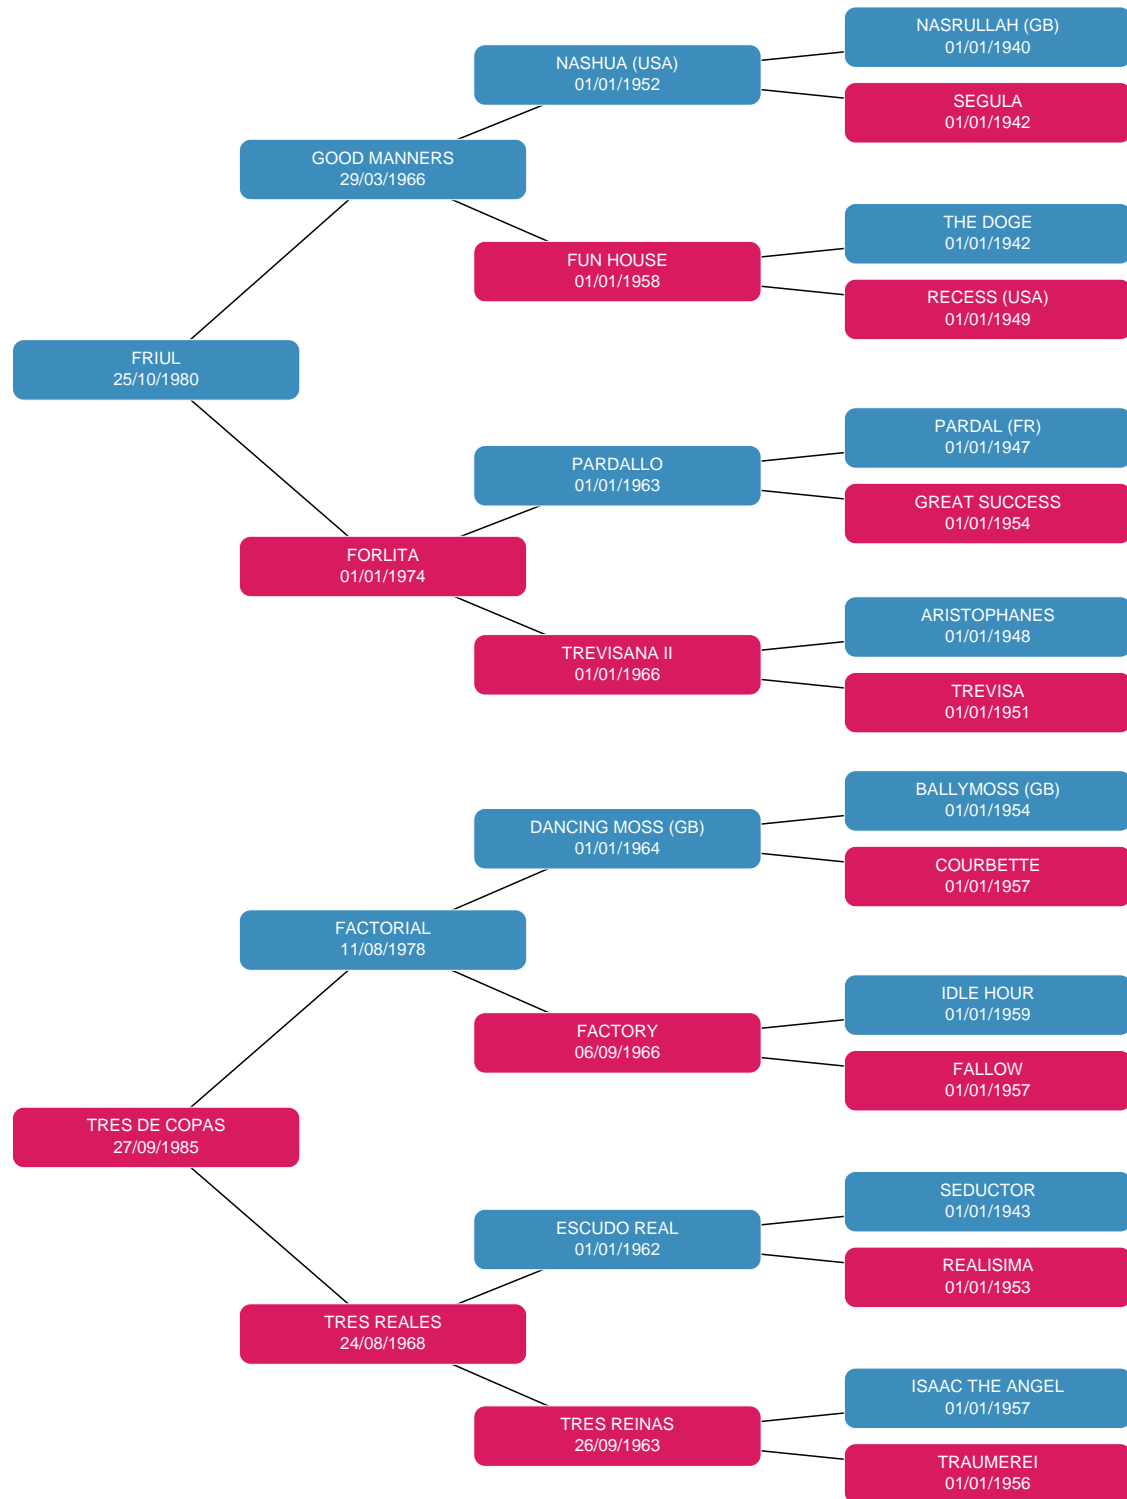 NASRULLAH (GB)
01/01/1940
NASHUA (USA)
01/01/1952
SEGULA
01/01/1942
GOOD MANNERS
29/03/1966
THE DOGE
01/01/1942
FUN HOUSE
01/01/1958
RECESS (USA)
01/01/1949
FRIUL
25/10/1980
PARDAL (FR)
01/01/1947
PARDALLO
01/01/1963
GREAT SUCCESS
01/01/1954
FORLITA
01/01/1974
ARISTOPHANES
01/01/1948
TREVISANA II
01/01/1966
TREVISA
01/01/1951
BALLYMOSS (GB)
01/01/1954
DANCING MOSS (GB)
01/01/1964
COURBETTE
01/01/1957
FACTORIAL
11/08/1978
IDLE HOUR
01/01/1959
FACTORY
06/09/1966
FALLOW
01/01/1957
TRES DE COPAS
27/09/1985
SEDUCTOR
01/01/1943
ESCUDO REAL
01/01/1962
REALISIMA
01/01/1953
TRES REALES
24/08/1968
ISAAC THE ANGEL
01/01/1957
TRES REINAS
26/09/1963
TRAUMEREI
01/01/1956